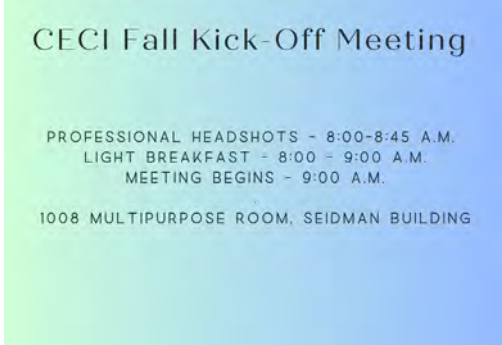 CECI Fall Kick-Off Meeting
PROFESSIONAL HEADSHOTS - 8:00-8:45 A.M.
LIGHT BREAKFAST - 8:00 - 9:00 A.M.
MEETING BEGINS - 9:00 A.M.
1008 MULTIPURPOSE ROOM, SEIDMAN BUILDING